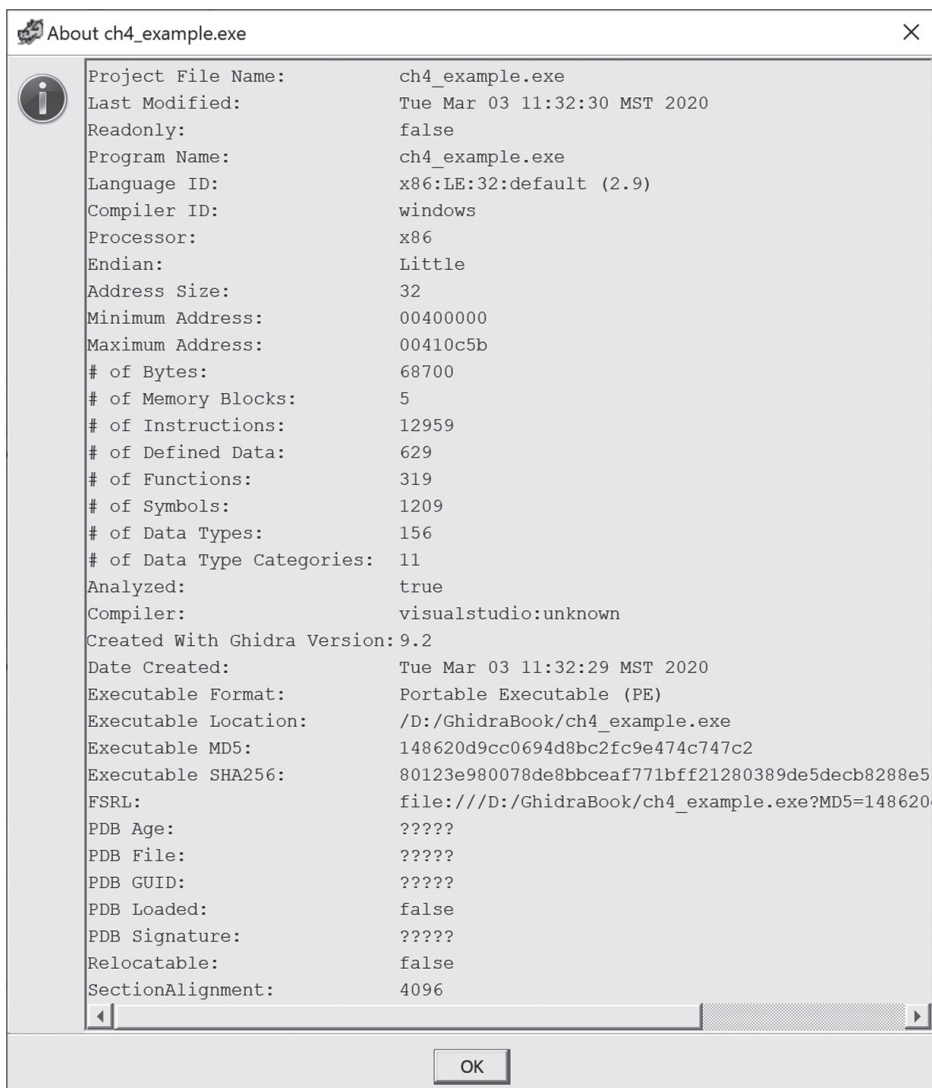 About ch4_example.exe
Project File Name: ch4_example.exe
Last Modified: Tue Mar 03 11:32:30 MST 2020
Readonly: false
Program Name: ch4_example.exe
Language ID: x86:LE:32:default (2.9)
Compiler ID: windows
Processor: x86
Endian: Little
Address Size: 32
Minimum Address: 00400000
Maximum Address: 00410c5b
# of Bytes: 68700
# of Memory Blocks: 5
# of Instructions: 12959
# of Defined Data: 629
# of Functions: 319
# of Symbols: 1209
# of Data Types: 156
# of Data Type Categories: 11
Analyzed: true
Compiler: visualstudio:unknown
Created With Ghidra Version: 9.2
Date Created: Tue Mar 03 11:32:29 MST 2020
Executable Format: Portable Executable (PE)
Executable Location: /D:/GhidraBook/ch4_example.exe
Executable MD5: 148620d9cc0694d8bc2fc9e474c747c2
Executable SHA256: 80123e980078de8bbceaf771bff21280389de5decb8288e5
FSRL: file:///D:/GhidraBook/ch4_example.exe?MD5=148620
PDB Age: ?????
PDB File: ?????
PDB GUID: ?????
PDB Loaded: false
PDB Signature: ?????
Relocatable: false
SectionAlignment: 4096
OK